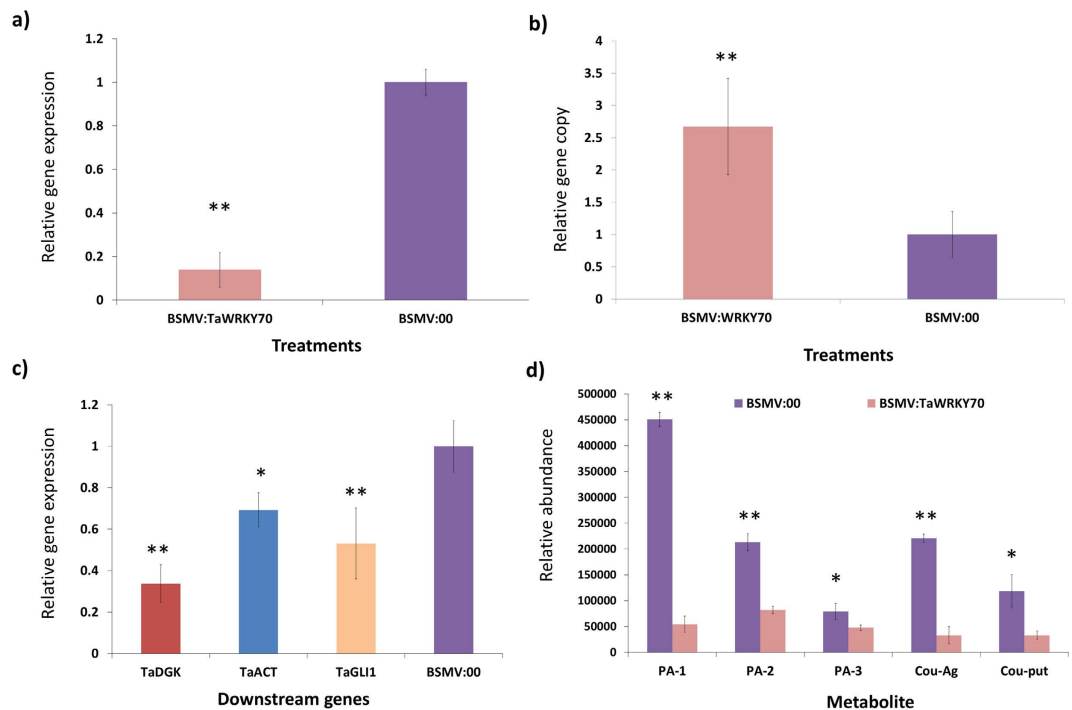 a)
Relative gene expression
1.2
1
0.8
0.6
0.4
0.2
0
**
BSMV:TaWRKY70 BSMV:00
Treatments
b)
Relative gene copy
4
3.5
3
2.5
2
1.5
1
0.5
0
**
BSMV:WRKY70 BSMV:00
Treatments
c)
Relative gene expression
1.2
1
0.8
0.6
0.4
0.2
0
** * **
TaDGK TaACT TaGLI1 BSMV:00
Downstream genes
d)
Relative abundance
500000
450000
400000
350000
300000
250000
200000
150000
100000
50000
0
BSMV:00 BSMV:TaWRKY70
** ** * ** *
PA-1 PA-2 PA-3 Cou-Ag Cou-put
Metabolite